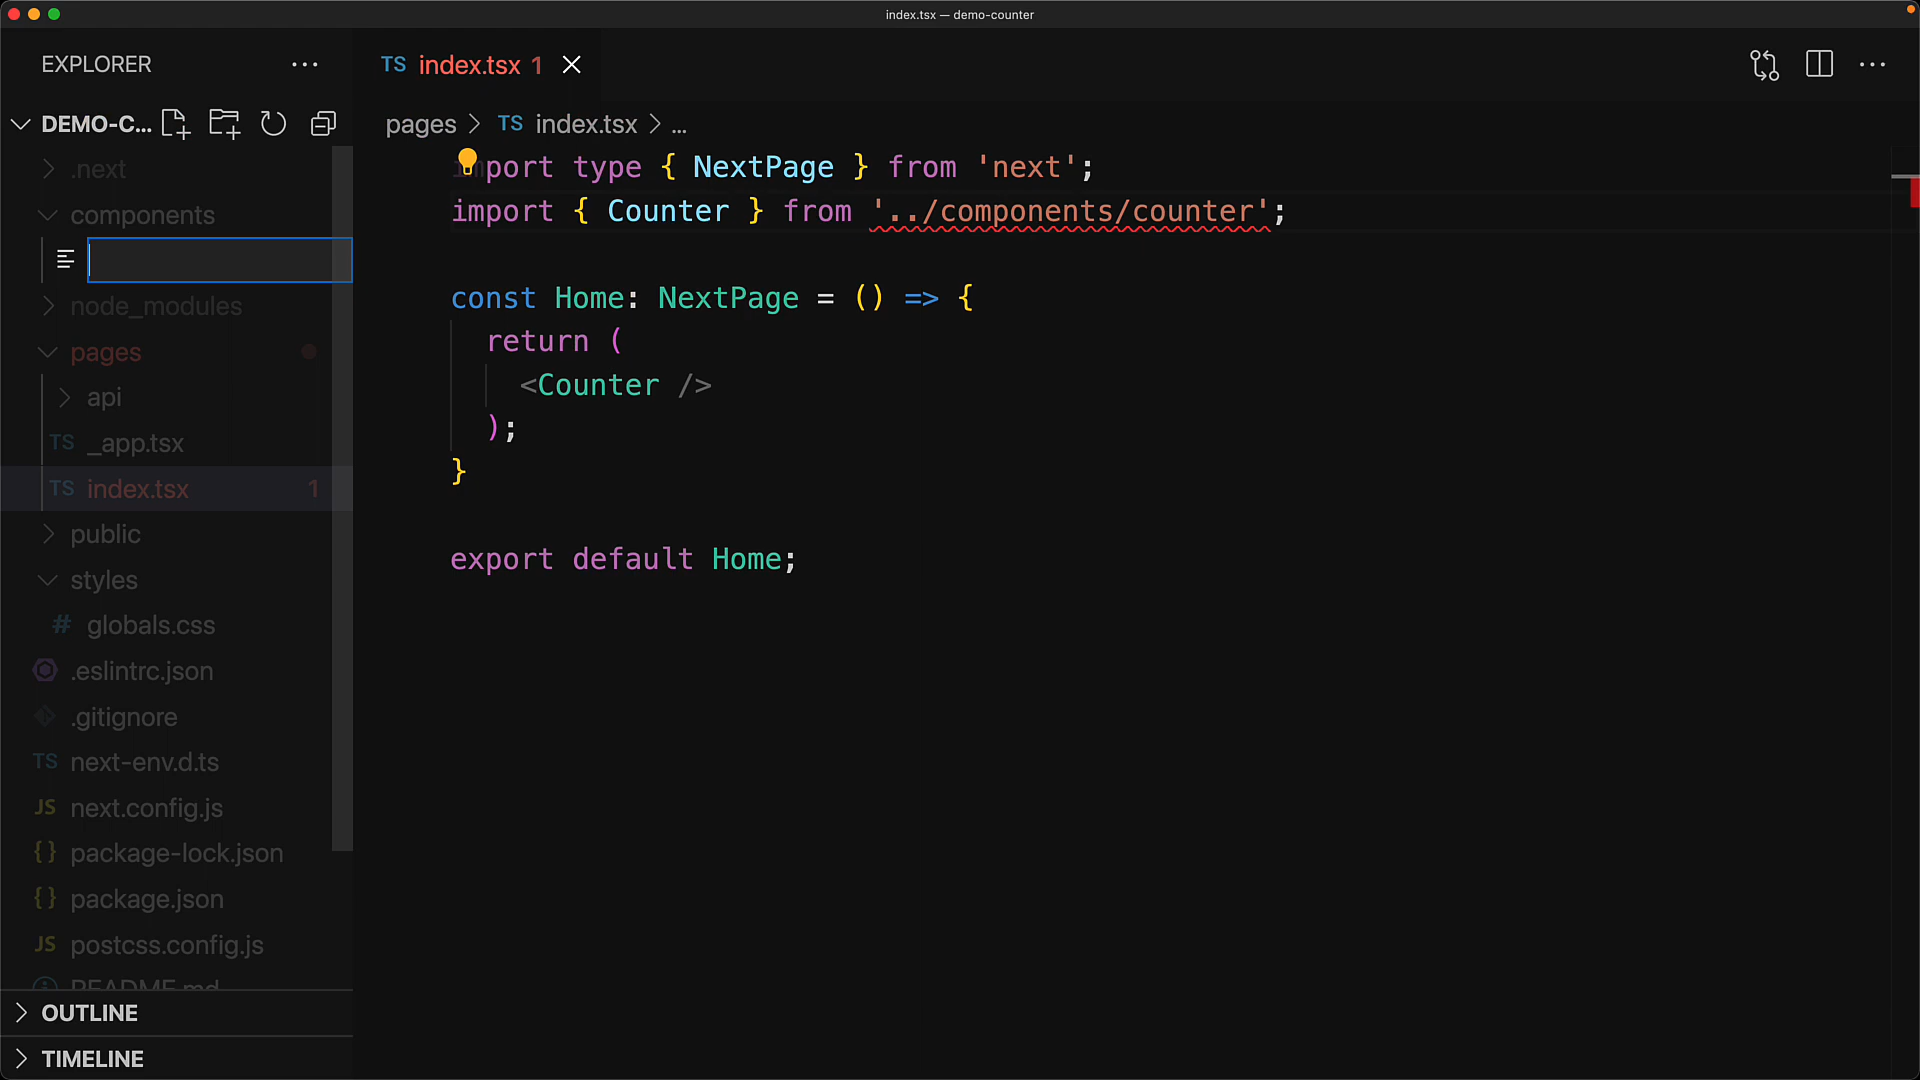 index.tsx — demo-counter
EXPLORER
TS index.tsx 1
DEMO-C...
pages > TS index.tsx > ...
.next
components
node_modules
pages
api
TS _app.tsx
TS index.tsx 1
public
styles
# globals.css
.eslintrc.json
.gitignore
TS next-env.d.ts
JS next.config.js
{} package-lock.json
{} package.json
JS postcss.config.js
README.md
OUTLINE
TIMELINE
import type { NextPage } from 'next';
import { Counter } from '../components/counter';
const Home: NextPage = () => {
return (
<Counter />
);
}
export default Home;